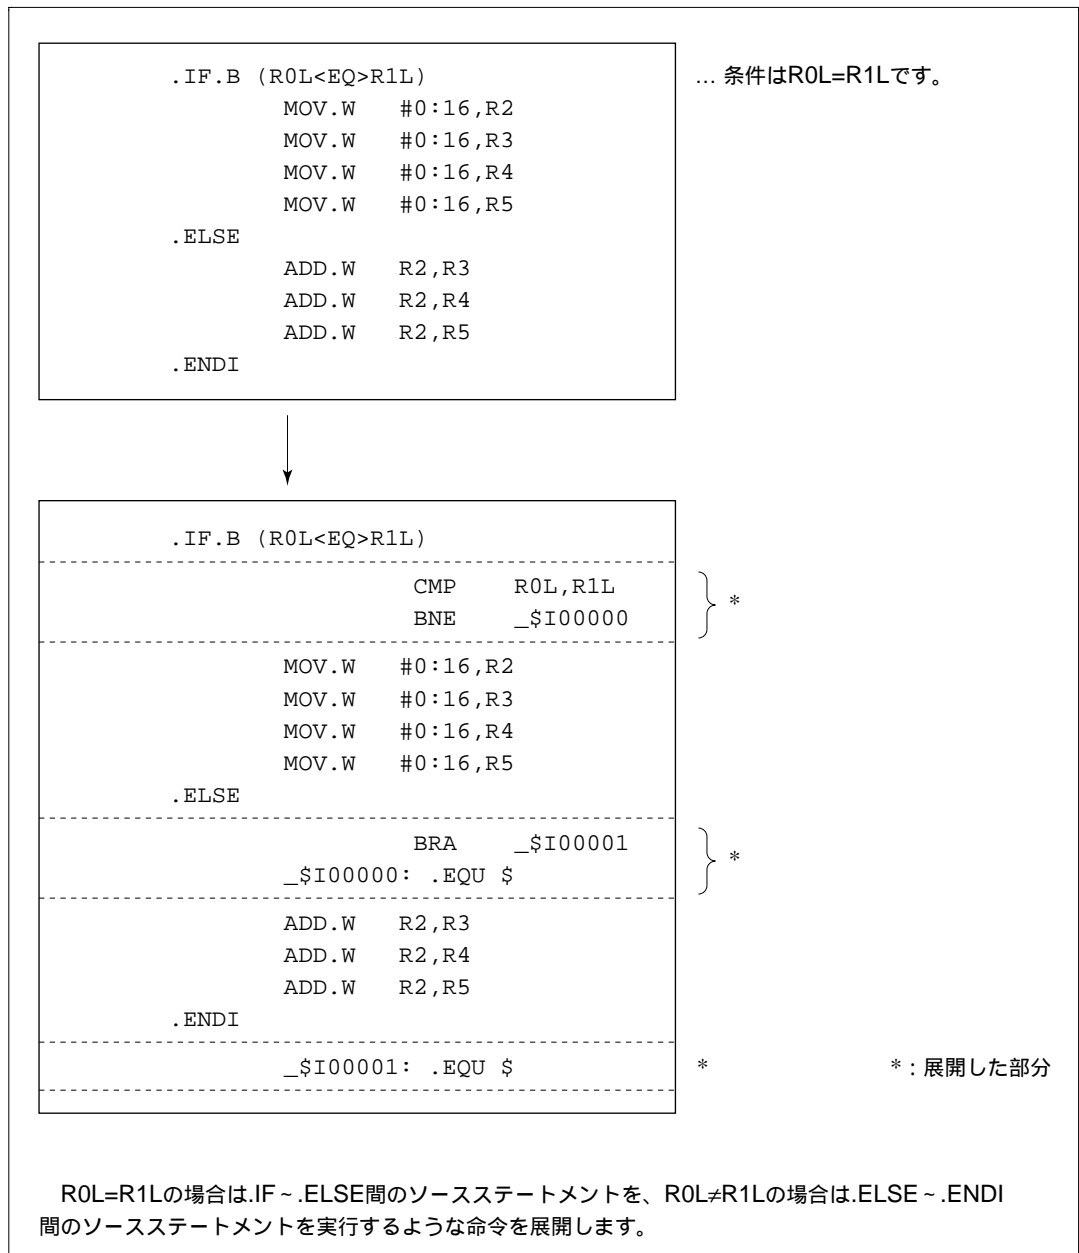 .IF.B (R0L<EQ>R1L) … 条件はR0L=R1Lです。
MOV.W #0:16,R2
MOV.W #0:16,R3
MOV.W #0:16,R4
MOV.W #0:16,R5
.ELSE
ADD.W R2,R3
ADD.W R2,R4
ADD.W R2,R5
.ENDI
.IF.B (R0L<EQ>R1L)
CMP R0L,R1L
BNE _$I00000
*
MOV.W #0:16,R2
MOV.W #0:16,R3
MOV.W #0:16,R4
MOV.W #0:16,R5
.ELSE
BRA _$I00001
_$I00000: .EQU $
*
ADD.W R2,R3
ADD.W R2,R4
ADD.W R2,R5
.ENDI
_$I00001: .EQU $ * *:展開した部分
R0L=R1Lの場合は.IF~.ELSE間のソースステートメントを、R0L≠R1Lの場合は.ELSE~.ENDI
間のソースステートメントを実行するような命令を展開します。